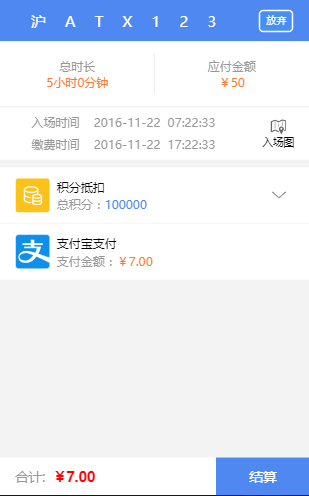 沪ATX123 放弃
总时长 应付金额
5小时0分钟 ￥50
入场时间 2016-11-22 07:22:33
缴费时间 2016-11-22 17:22:33
入场图
积分抵扣
总积分：100000
支付宝支付
支付金额：￥7.00
合计: ￥7.00 结算